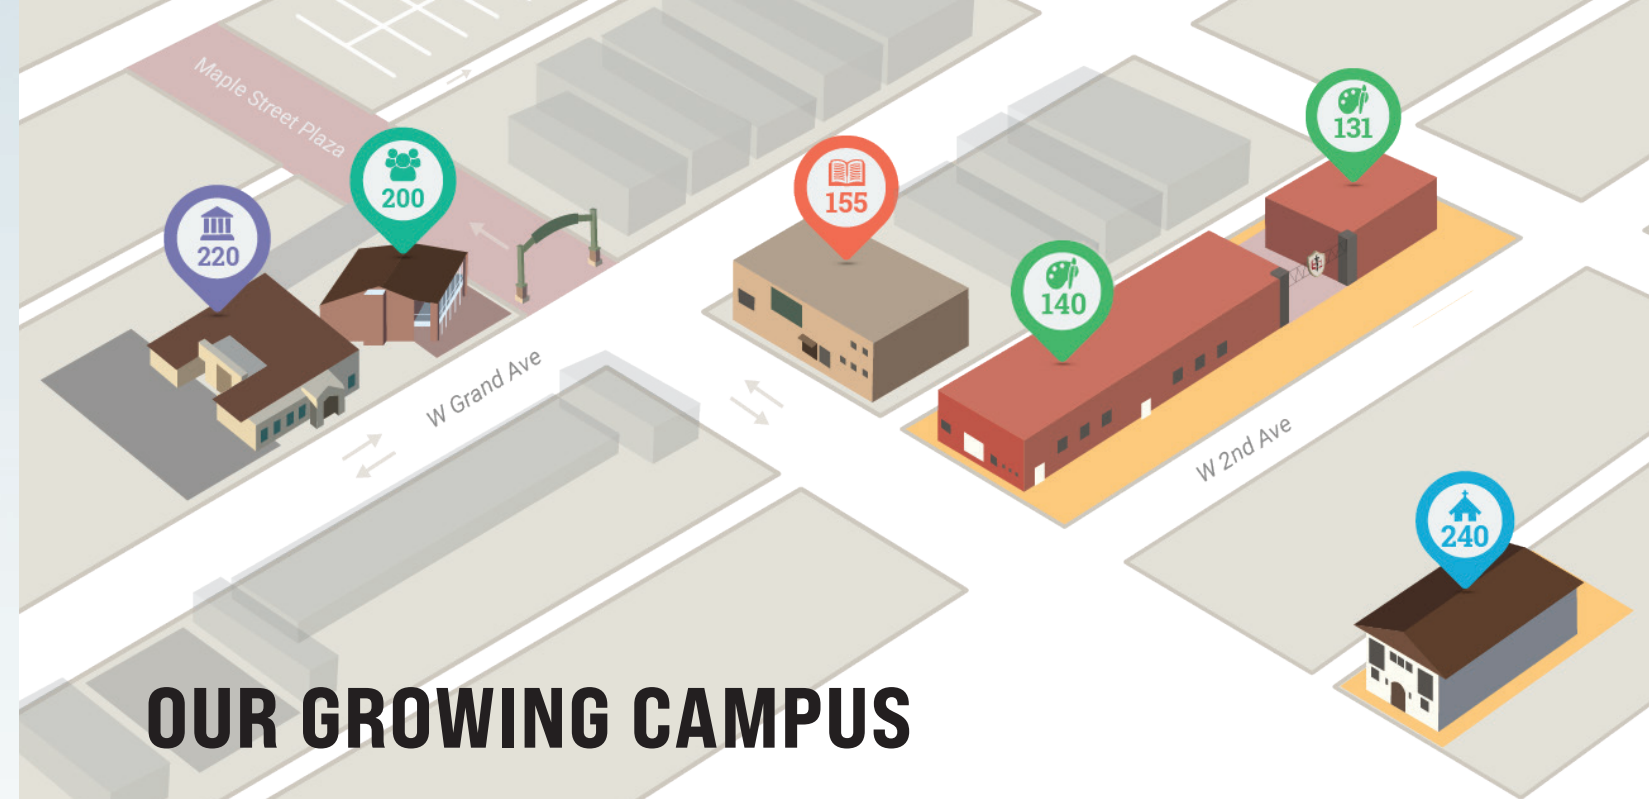 Maple Street Plaza
131
200
155
220
140
W Grand Ave
W 2nd Ave
240
OUR GROWING CAMPUS